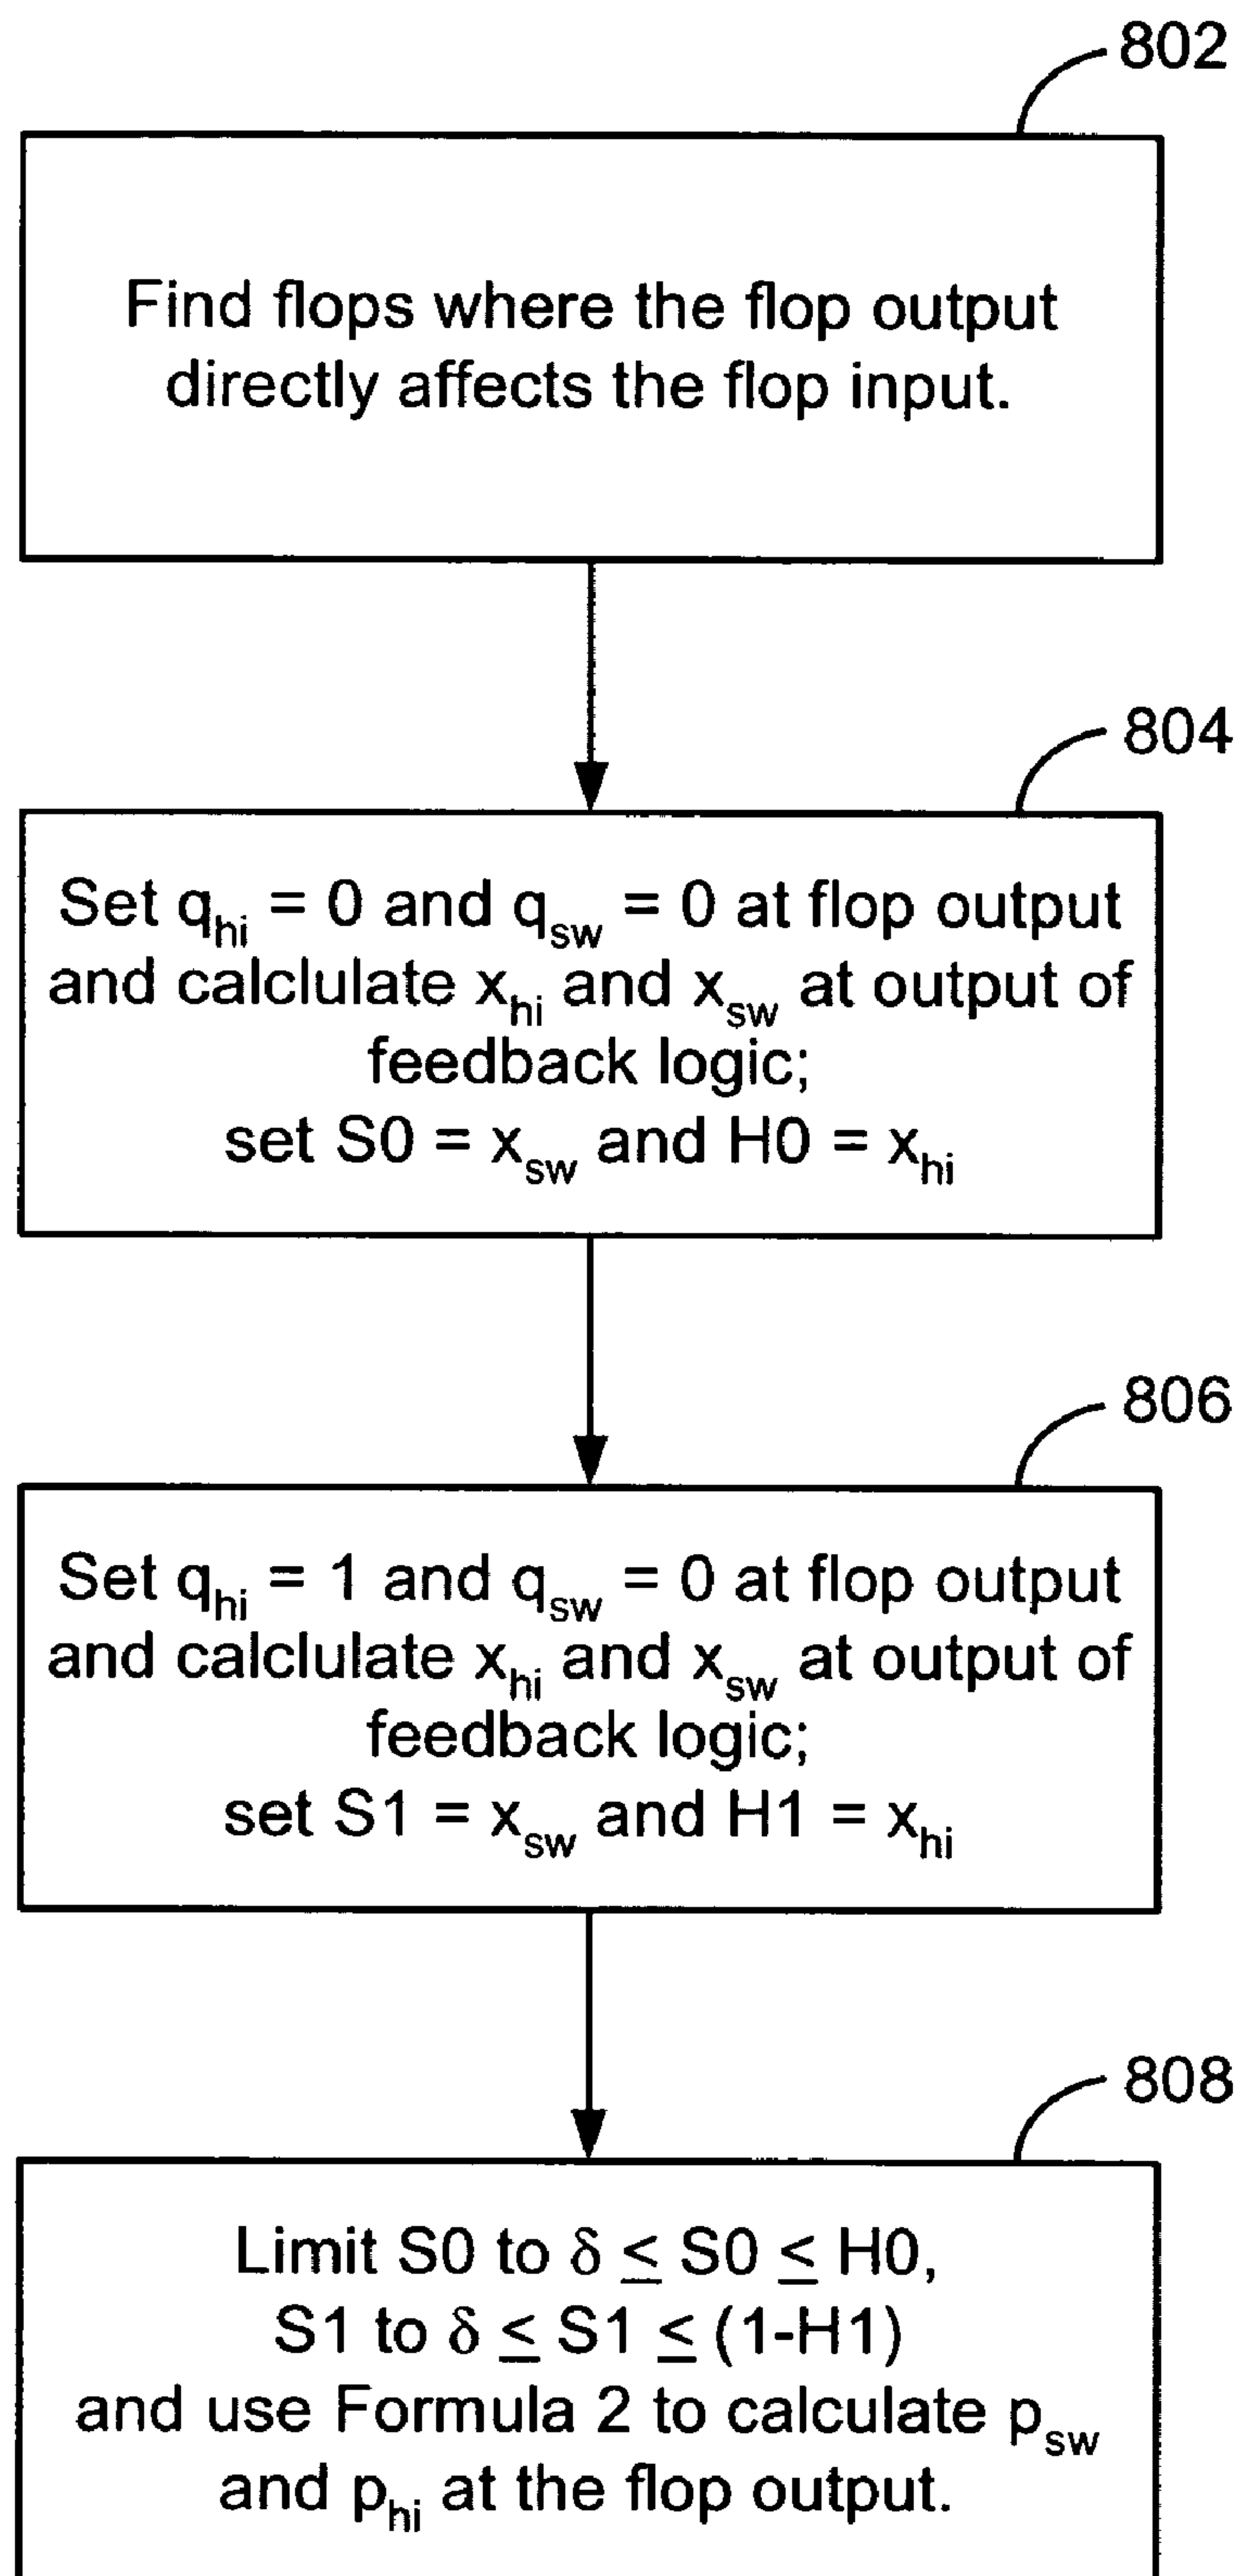 802
Find flops where the flop output
directly affects the flop input.
804
Set q_hi = 0 and q_sw = 0 at flop output
and calclulate x_hi and x_sw at output of
feedback logic;
set S0 = x_sw and H0 = x_hi
806
Set q_hi = 1 and q_sw = 0 at flop output
and calclulate x_hi and x_sw at output of
feedback logic;
set S1 = x_sw and H1 = x_hi
808
Limit S0 to δ ≤ S0 ≤ H0,
S1 to δ ≤ S1 ≤ (1-H1)
and use Formula 2 to calculate p_sw
and p_hi at the flop output.